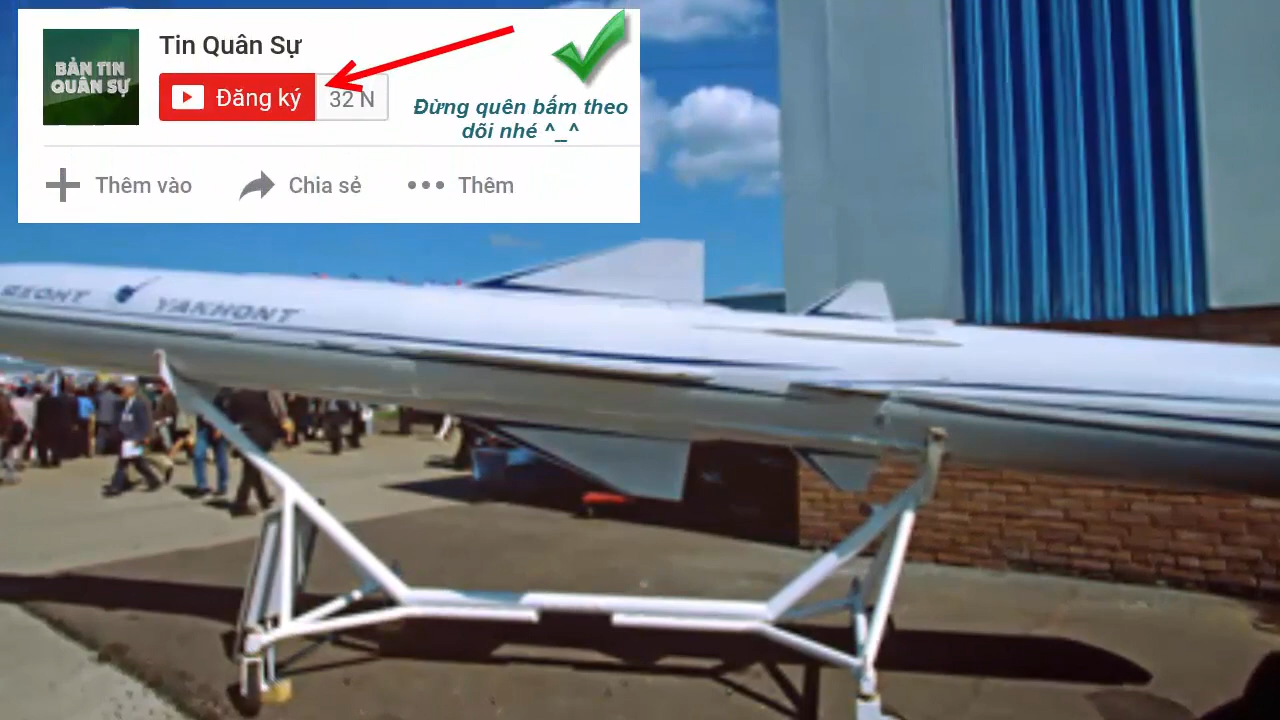 Tin Quân Sự
BẢN TIN
QUÂN SỰ
Đăng ký
32 N
Đừng quên bấm theo
dõi nhé ^_^
Thêm vào
Chia sẻ
Thêm
YAKHONT